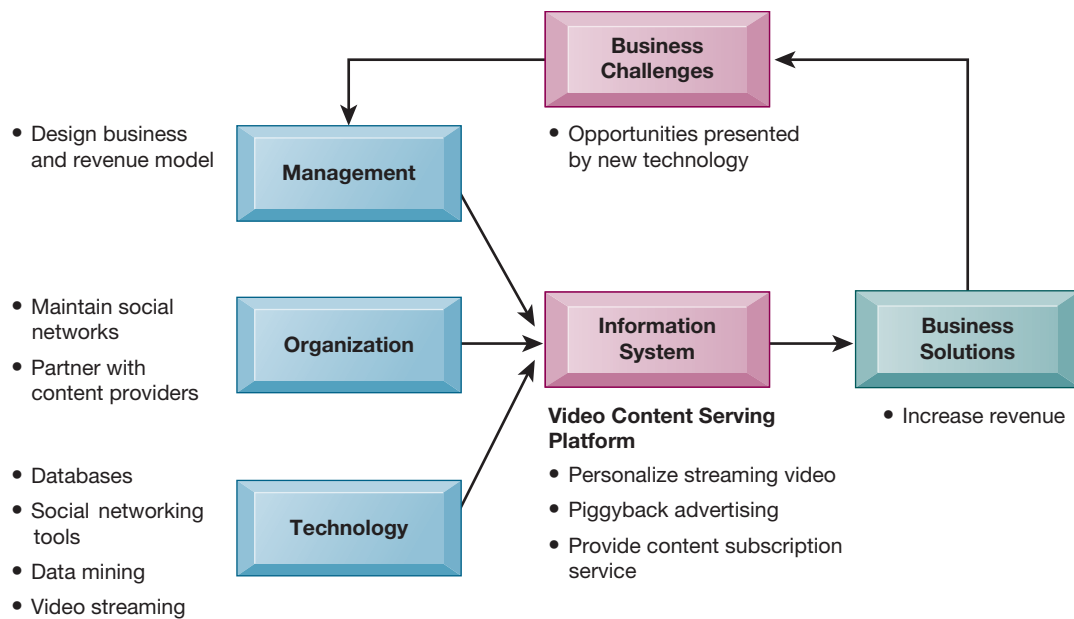 Business
Challenges
• Opportunities presented
by new technology
• Design business
and revenue model
Management
• Maintain social
networks
• Partner with
content providers
Organization
Information
System
Business
Solutions
Video Content Serving
Platform
• Personalize streaming video
• Piggyback advertising
• Provide content subscription
service
• Increase revenue
• Databases
• Social networking
tools
• Data mining
• Video streaming
Technology